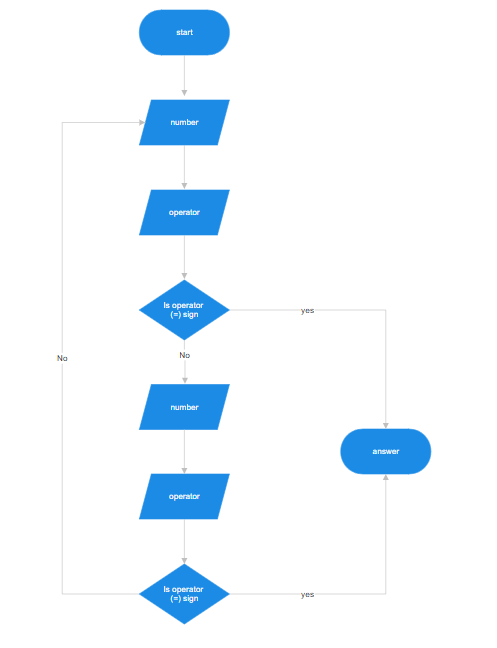 start
number
operator
Is operator
(=) sign
yes
No
No
number
answer
operator
Is operator
(=) sign
yes